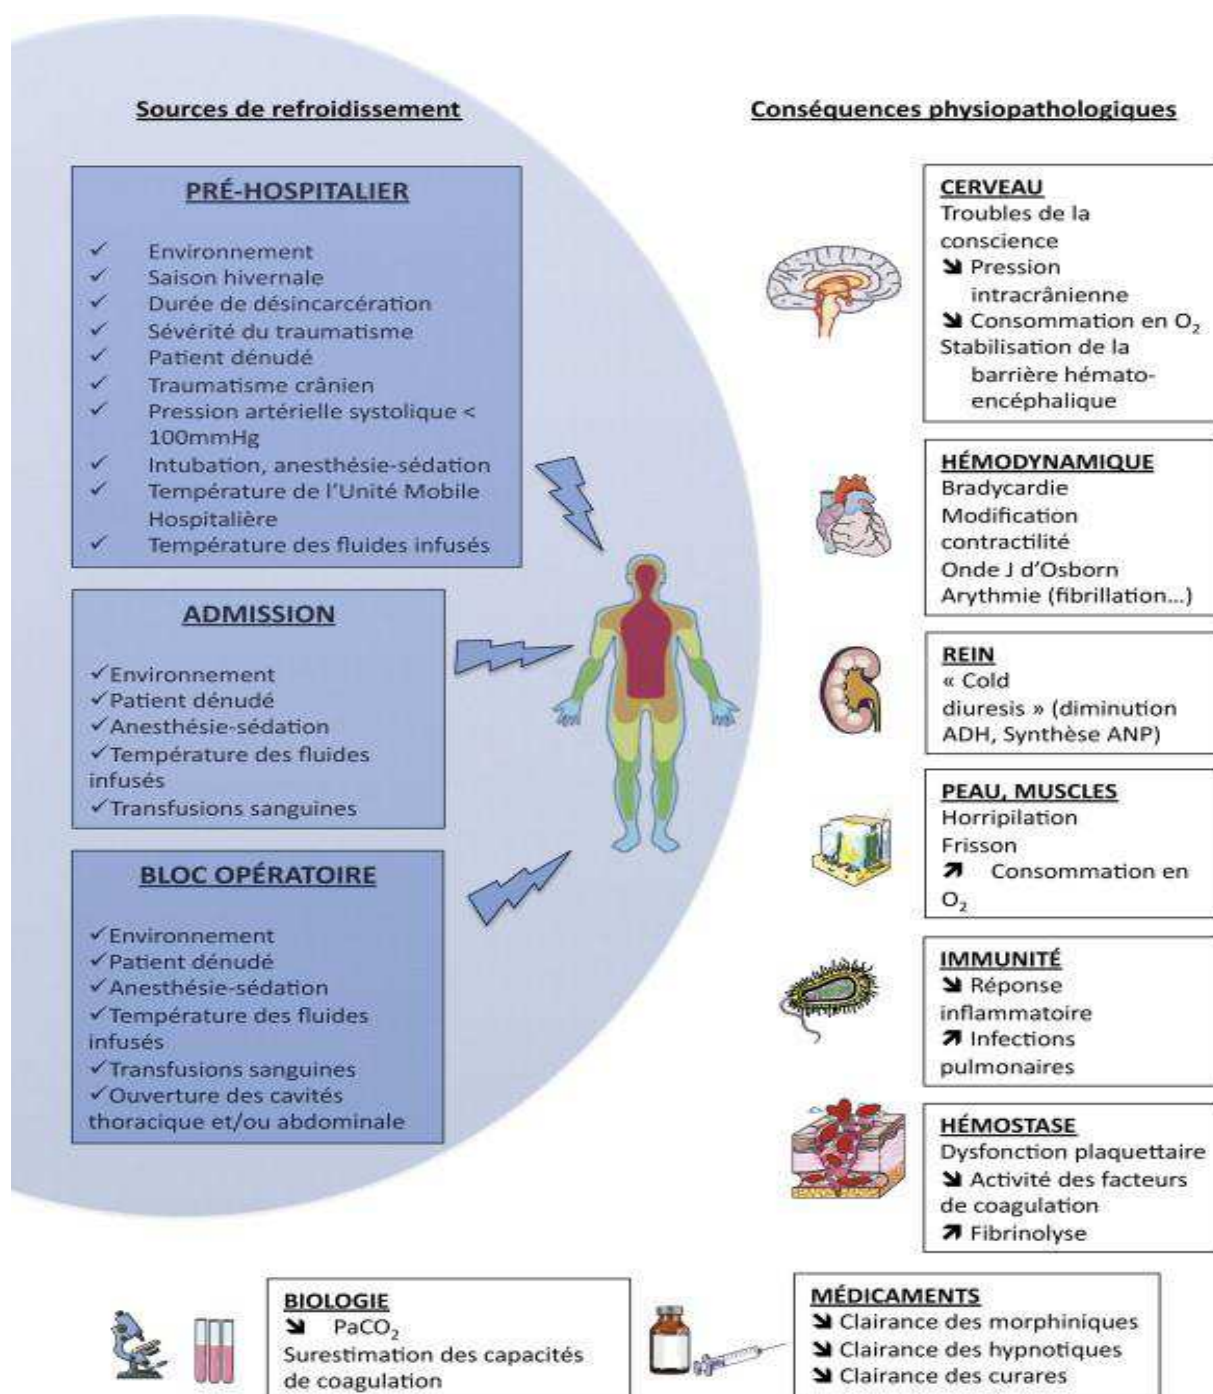 Sources de refroidissement
PRÉ-HOSPITALIER
✓ Environnement
✓ Saison hivernale
✓ Durée de désincarcération
✓ Sévérité du traumatisme
✓ Patient dénudé
✓ Traumatisme crânien
✓ Pression artérielle systolique <
100mmHg
✓ Intubation, anesthésie-sédation
✓ Température de l'Unité Mobile
Hospitalière
✓ Température des fluides infusés
ADMISSION
✓Environnement
✓Patient dénudé
✓Anesthésie-sédation
✓Température des fluides
infusés
✓Transfusions sanguines
BLOC OPÉRATOIRE
✓Environnement
✓Patient dénudé
✓Anesthésie-sédation
✓Température des fluides
infusés
✓Transfusions sanguines
✓Ouverture des cavités
thoracique et/ou abdominale
Conséquences physiopathologiques
CERVEAU
Troubles de la
conscience
↘ Pression
intracrânienne
↘ Consommation en O₂
Stabilisation de la
barrière hémato-
encéphalique
HÉMODYNAMIQUE
Bradycardie
Modification
contractilité
Onde J d'Osborn
Arythmie (fibrillation...)
REIN
« Cold
diuresis » (diminution
ADH, Synthèse ANP)
PEAU, MUSCLES
Horripilation
Frisson
↗ Consommation en
O₂
IMMUNITÉ
↘ Réponse
inflammatoire
↗ Infections
pulmonaires
HÉMOSTASE
Dysfonction plaquettaire
↘ Activité des facteurs
de coagulation
↗ Fibrinolyse
BIOLOGIE
↘ PaCO₂
Surestimation des capacités
de coagulation
MÉDICAMENTS
↘ Clairance des morphiniques
↘ Clairance des hypnotiques
↘ Clairance des curares